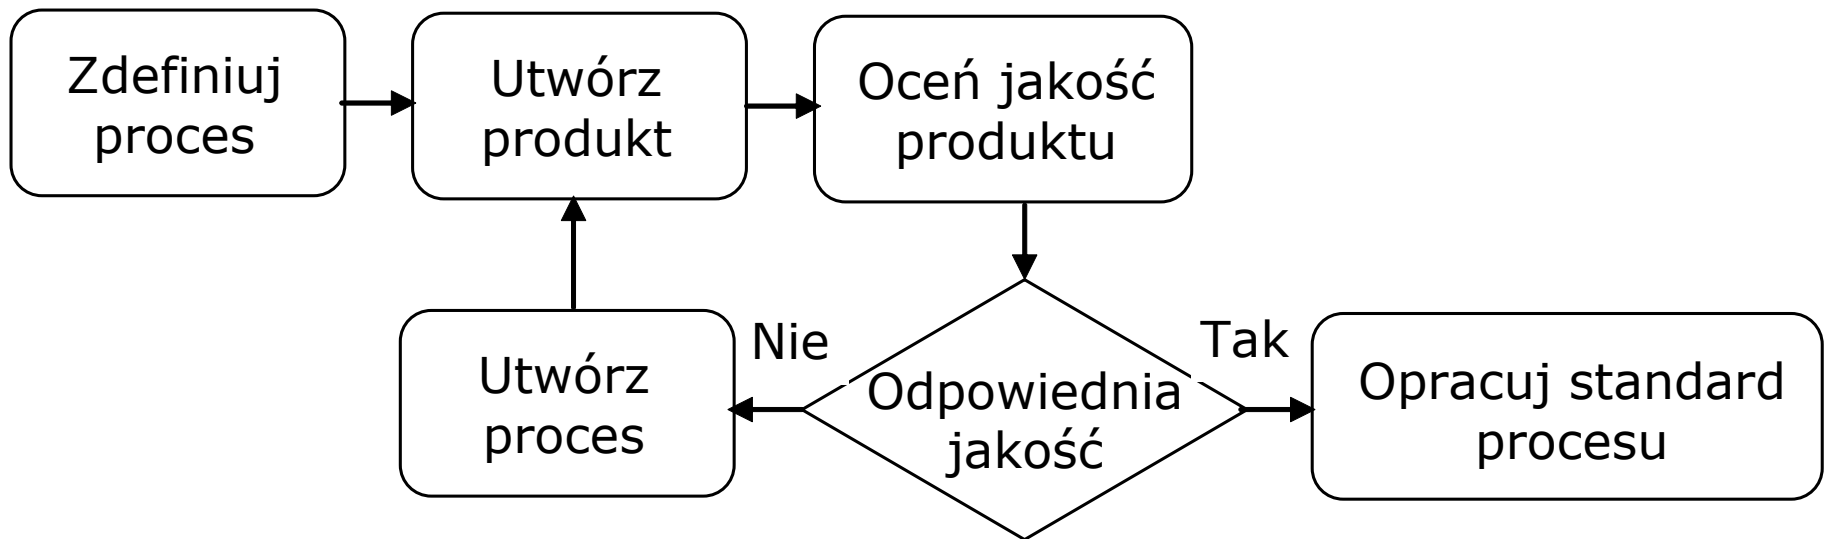 Zdefiniuj
proces
Utwórz
produkt
Oceń jakość
produktu
Nie
Tak
Utwórz
proces
Odpowiednia
jakość
Opracuj standard
procesu